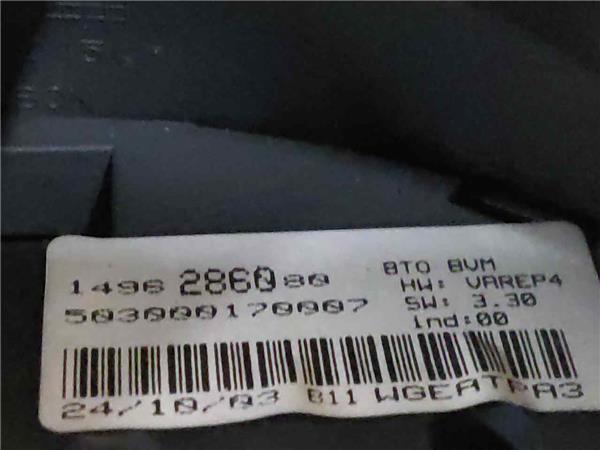 1496 2860 80
503000170007
BTO BVM
HW: VAREP4
SW: 3.30
ind:00
24/10/03 B11 WGEATPA3